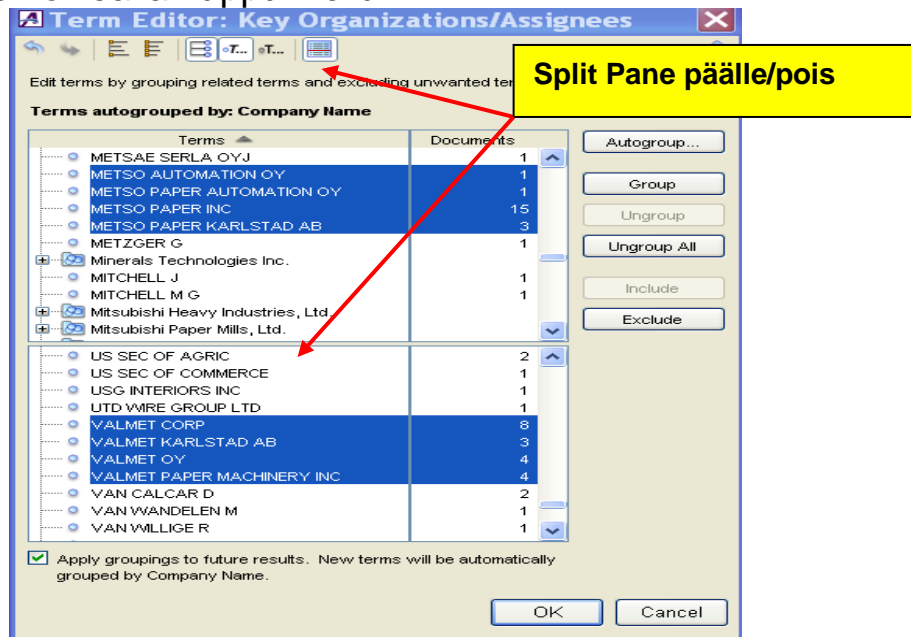 Term Editor: Key Organizations/Assignees
T... T...
Split Pane päälle/pois
Edit terms by grouping related terms and excluding unwanted
Terms autogrouped by: Company Name
Terms Documents
METSAE SERLA OYJ 1
METSO AUTOMATION OY 1
METSO PAPER AUTOMATION OY 1
METSO PAPER INC 15
METSO PAPER KARLSTAD AB 3
METZGER G 1
Minerals Technologies Inc.
MITCHELL J 1
MITCHELL M G 1
Mitsubishi Heavy Industries, Ltd.
Mitsubishi Paper Mills, Ltd.
US SEC OF AGRIC 2
US SEC OF COMMERCE 1
USG INTERIORS INC 1
UTD WIRE GROUP LTD 1
VALMET CORP 8
VALMET KARLSTAD AB 3
VALMET OY 4
VALMET PAPER MACHINERY INC 4
VAN CALCAR D 2
VAN WANDELEN M 1
VAN WILLIGE R 1
Autogroup...
Group
Ungroup
Ungroup All
Include
Exclude
Apply groupings to future results. New terms will be automatically
grouped by Company Name.
OK Cancel